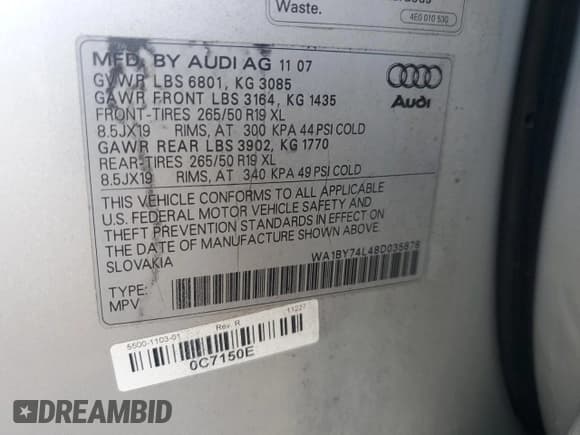 Waste.
4E0 010 530
MFD. BY AUDI AG 11 07
GVWR LBS 6801, KG 3085
GAWR FRONT LBS 3164, KG 1435
FRONT-TIRES 265/50 R19 XL
8.5JX19 RIMS, AT 300 KPA 44 PSI COLD
GAWR REAR LBS 3902, KG 1770
REAR-TIRES 265/50 R19 XL
8.5JX19 RIMS, AT 340 KPA 49 PSI COLD
Audi
THIS VEHICLE CONFORMS TO ALL APPLICABLE
U.S. FEDERAL MOTOR VEHICLE SAFETY AND
THEFT PREVENTION STANDARDS IN EFFECT ON
THE DATE OF MANUFACTURE SHOWN ABOVE.
SLOVAKIA
WA1BY74L48D035878
TYPE:
MPV
5500-1103-01 Rev. R 11227
0C7150E
DREAMBID